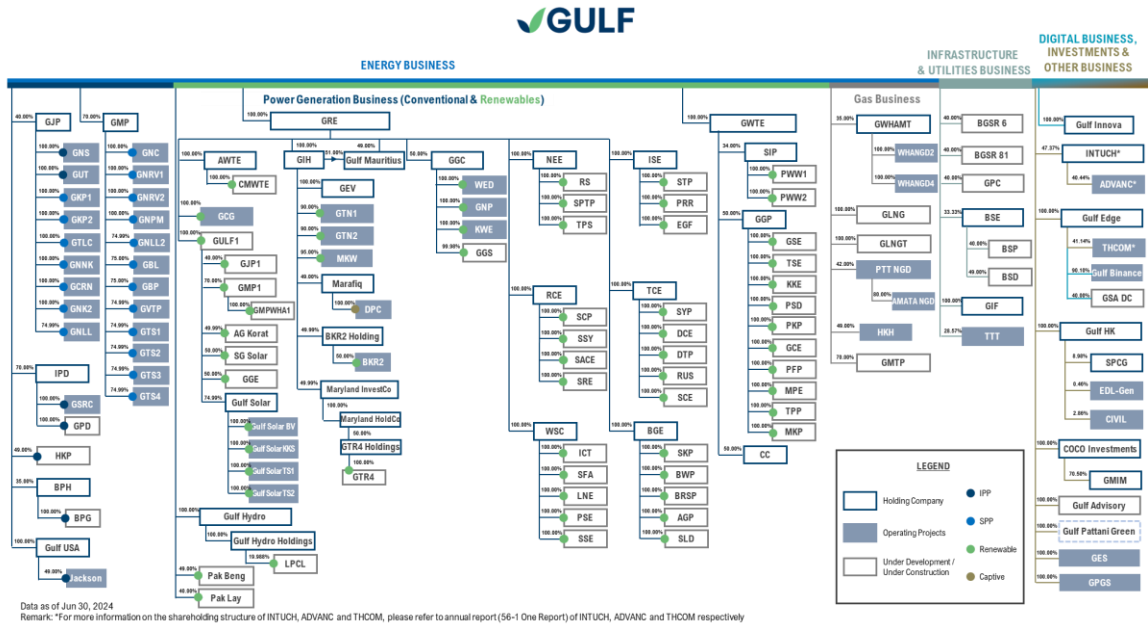 GULF
ENERGY BUSINESS
INFRASTRUCTURE
& UTILITIES BUSINESS
DIGITAL BUSINESS,
INVESTMENTS &
OTHER BUSINESS
Power Generation Business (Conventional & Renewables)
Gas Business
40.00% GJP
100.00% GNS
100.00% GUT
100.00% GKP1
100.00% GKP2
100.00% GTLC
100.00% GNNK
100.00% GCRN
100.00% GNK2
74.99% GNLL
70.00% IPD
100.00% GSRC
100.00% GPD
49.00% HKP
35.00% BPH
100.00% BPG
100.00% Gulf USA
49.00% Jackson
70.00% GMP
100.00% GNC
100.00% GNRV1
100.00% GNRV2
100.00% GNPM
74.99% GNLL2
75.00% GBL
75.00% GBP
74.99% GVTP
74.99% GTS1
74.99% GTS2
74.99% GTS3
74.99% GTS4
100.00% GRE
100.00% AWTE
100.00% CMWTE
100.00% GCG
100.00% GULF1
40.00% GJP1
70.00% GMP1
100.00% GMPWHA1
49.99% AG Korat
50.00% SG Solar
50.00% GGE
74.99% Gulf Solar
100.00% Gulf Solar BV
100.00% Gulf Solar KKS
100.00% Gulf Solar TS1
100.00% Gulf Solar TS2
100.00% Gulf Hydro
100.00% Gulf Hydro Holdings
19.988% LPCL
49.00% Pak Beng
40.00% Pak Lay
100.00% GIH
51.00%
49.00%
Gulf Mauritius
100.00% GEV
90.00% GTN1
90.00% GTN2
95.00% MKW
49.00% Marafiq
100.00% DPC
49.99% BKR2 Holding
50.00% BKR2
49.99% Maryland InvestCo
100.00% Maryland HoldCo
50.00%
GTR4 Holdings
100.00%
GTR4
50.00% GGC
100.00% WED
100.00% GNP
100.00% KWE
99.98% GGS
100.00% NEE
100.00% RS
100.00% SPTP
100.00% TPS
100.00% RCE
100.00% SCP
100.00% SSY
100.00% SACE
100.00% SRE
100.00% WSC
100.00% ICT
100.00% SFA
100.00% LNE
100.00% PSE
100.00% SSE
100.00% ISE
100.00% STP
100.00% PRR
100.00% EGF
100.00% TCE
100.00% SYP
100.00% DCE
100.00% DTP
100.00% RUS
100.00% SCE
100.00% BGE
100.00% SKP
100.00% BWP
100.00% BRSP
100.00% AGP
100.00% SLD
100.00% GWTE
34.00% SIP
100.00% PWW1
100.00% PWW2
50.00% GGP
100.00% GSE
100.00% TSE
100.00% KKE
100.00% PSD
100.00% PKP
100.00% GCE
100.00% PFP
100.00% MPE
100.00% TPP
100.00% MKP
50.00% CC
35.00% GWHAMT
100.00% WHANGD2
100.00% WHANGD4
100.00% GLNG
100.00% GLNGT
42.00% PTT NGD
80.00% AMATA NGD
49.00% HKH
70.00% GMTP
40.00% BGSR 6
40.00% BGSR 81
40.00% GPC
33.33% BSE
40.00% BSP
49.00% BSD
100.00% GIF
28.57% TTT
100.00% Gulf Innova
47.37% INTUCH*
40.44% ADVANC*
100.00% Gulf Edge
41.14% THCOM*
Gulf Binance
40.00% GSA DC
100.00% Gulf HK
SPCG
EDL-Gen
CIVIL
100.00% COCO Investments
70.50% GMIM
100.00% Gulf Advisory
100.00% Gulf Pattani Green
100.00% GES
100.00% GPGS
LEGEND
Holding Company
Operating Projects
Under Development /
Under Construction
IPP
SPP
Renewable
Captive
Data as of Jun 30, 2024
Remark: *For more information on the shareholding structure of INTUCH, ADVANC and THCOM, please refer to annual report (56-1 One Report) of INTUCH, ADVANC and THCOM respectively